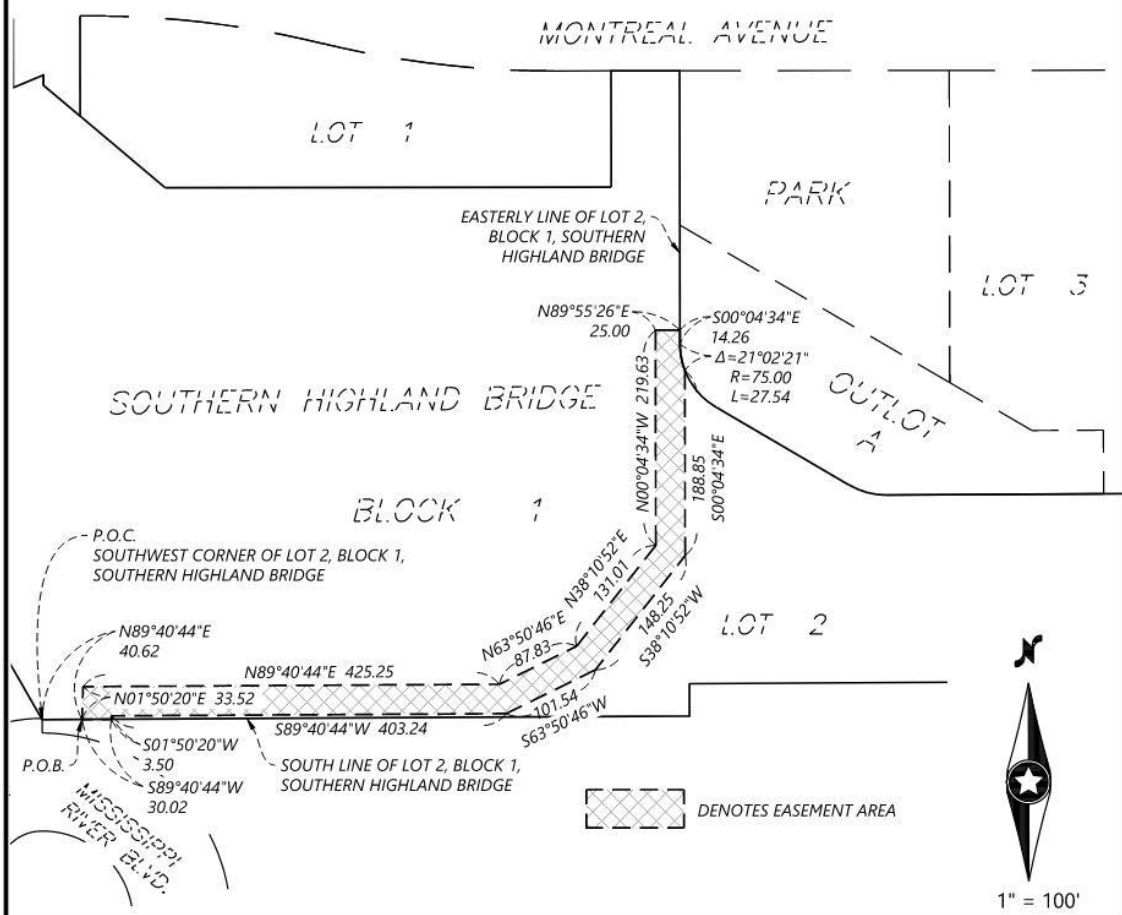 MONTREAL AVENUE
LOT 1
PARK
EASTERLY LINE OF LOT 2,
BLOCK 1, SOUTHERN
HIGHLAND BRIDGE
LOT 3
N89°55'26"E
25.00
S00°04'34"E
14.26
Δ=21°02'21"
R=75.00
L=27.54
OUTLOT
A
SOUTHERN HIGHLAND BRIDGE
N00°04'34"W 219.63
188.85
S00°04'34"E
BLOCK 1
P.O.C.
SOUTHWEST CORNER OF LOT 2, BLOCK 1,
SOUTHERN HIGHLAND BRIDGE
N38°10'52"E
131.01
148.25
S38°10'52"W
LOT 2
N89°40'44"E
40.62
N63°50'46"E
87.83
N89°40'44"E 425.25
N01°50'20"E 33.52
101.54
S63°50'46"W
S89°40'44"W 403.24
S01°50'20"W
3.50
P.O.B.
SOUTH LINE OF LOT 2, BLOCK 1,
SOUTHERN HIGHLAND BRIDGE
S89°40'44"W
30.02
MISSISSIPPI
RIVER BLVD.
DENOTES EASEMENT AREA
N
1" = 100'